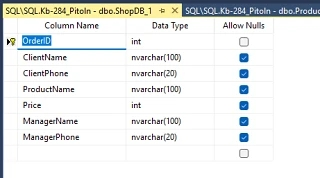 SQL\SQL.Kb-284_PitoIn - dbo.ShopDB_1 SQL\SQL.Kb-284_PitoIn - dbo.Produc
Column Name Data Type Allow Nulls
OrderID int
ClientName nvarchar(100)
ClientPhone nvarchar(20)
ProductName nvarchar(100)
Price int
ManagerName nvarchar(100)
ManagerPhone nvarchar(20)